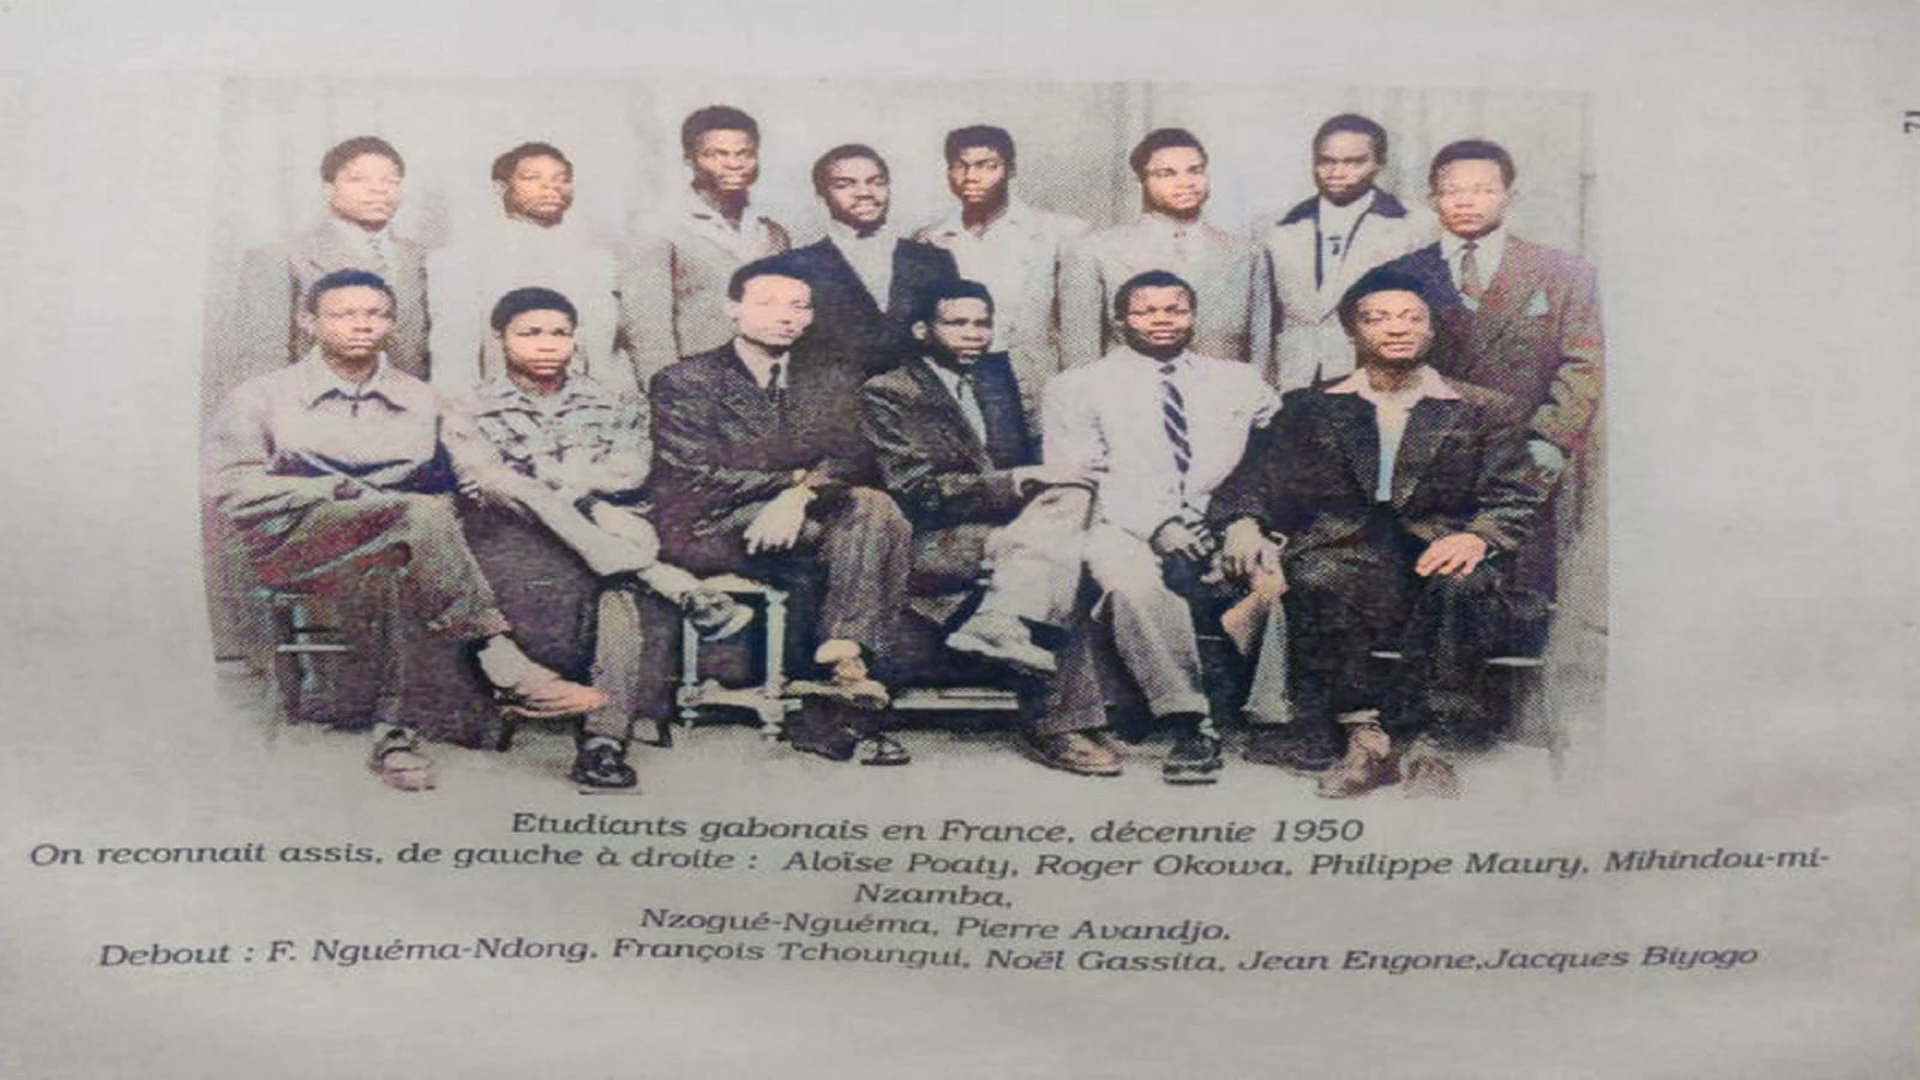 71
Etudiants gabonais en France, décennie 1950
On reconnait assis, de gauche à droite : Aloïse Poaty, Roger Okowa, Philippe Maury, Mihindou-mi-
Nzamba,
Nzogué-Nguéma, Pierre Avandjo,
Debout : F. Nguéma-Ndong, François Tchoungui, Noël Gassita, Jean Engone,Jacques Biyogo